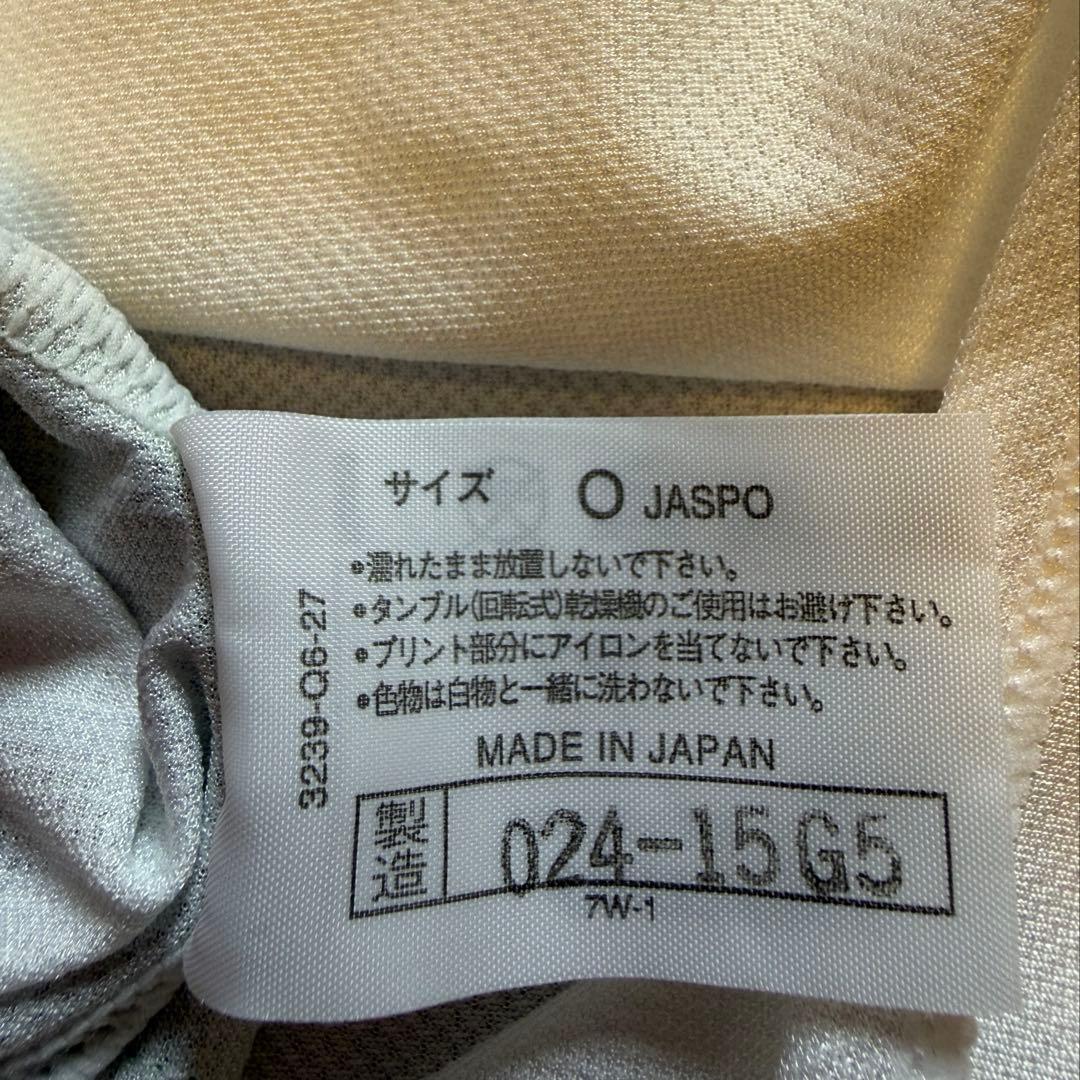 サイズ O JASPO
•濡れたまま放置しないで下さい。
•タンブル(回転式)乾燥機のご使用はお避け下さい。
•プリント部分にアイロンを当てないで下さい。
•色物は白物と一緒に洗わないで下さい。
3239-Q6-27
MADE IN JAPAN
製造 024-15G5
7W-1